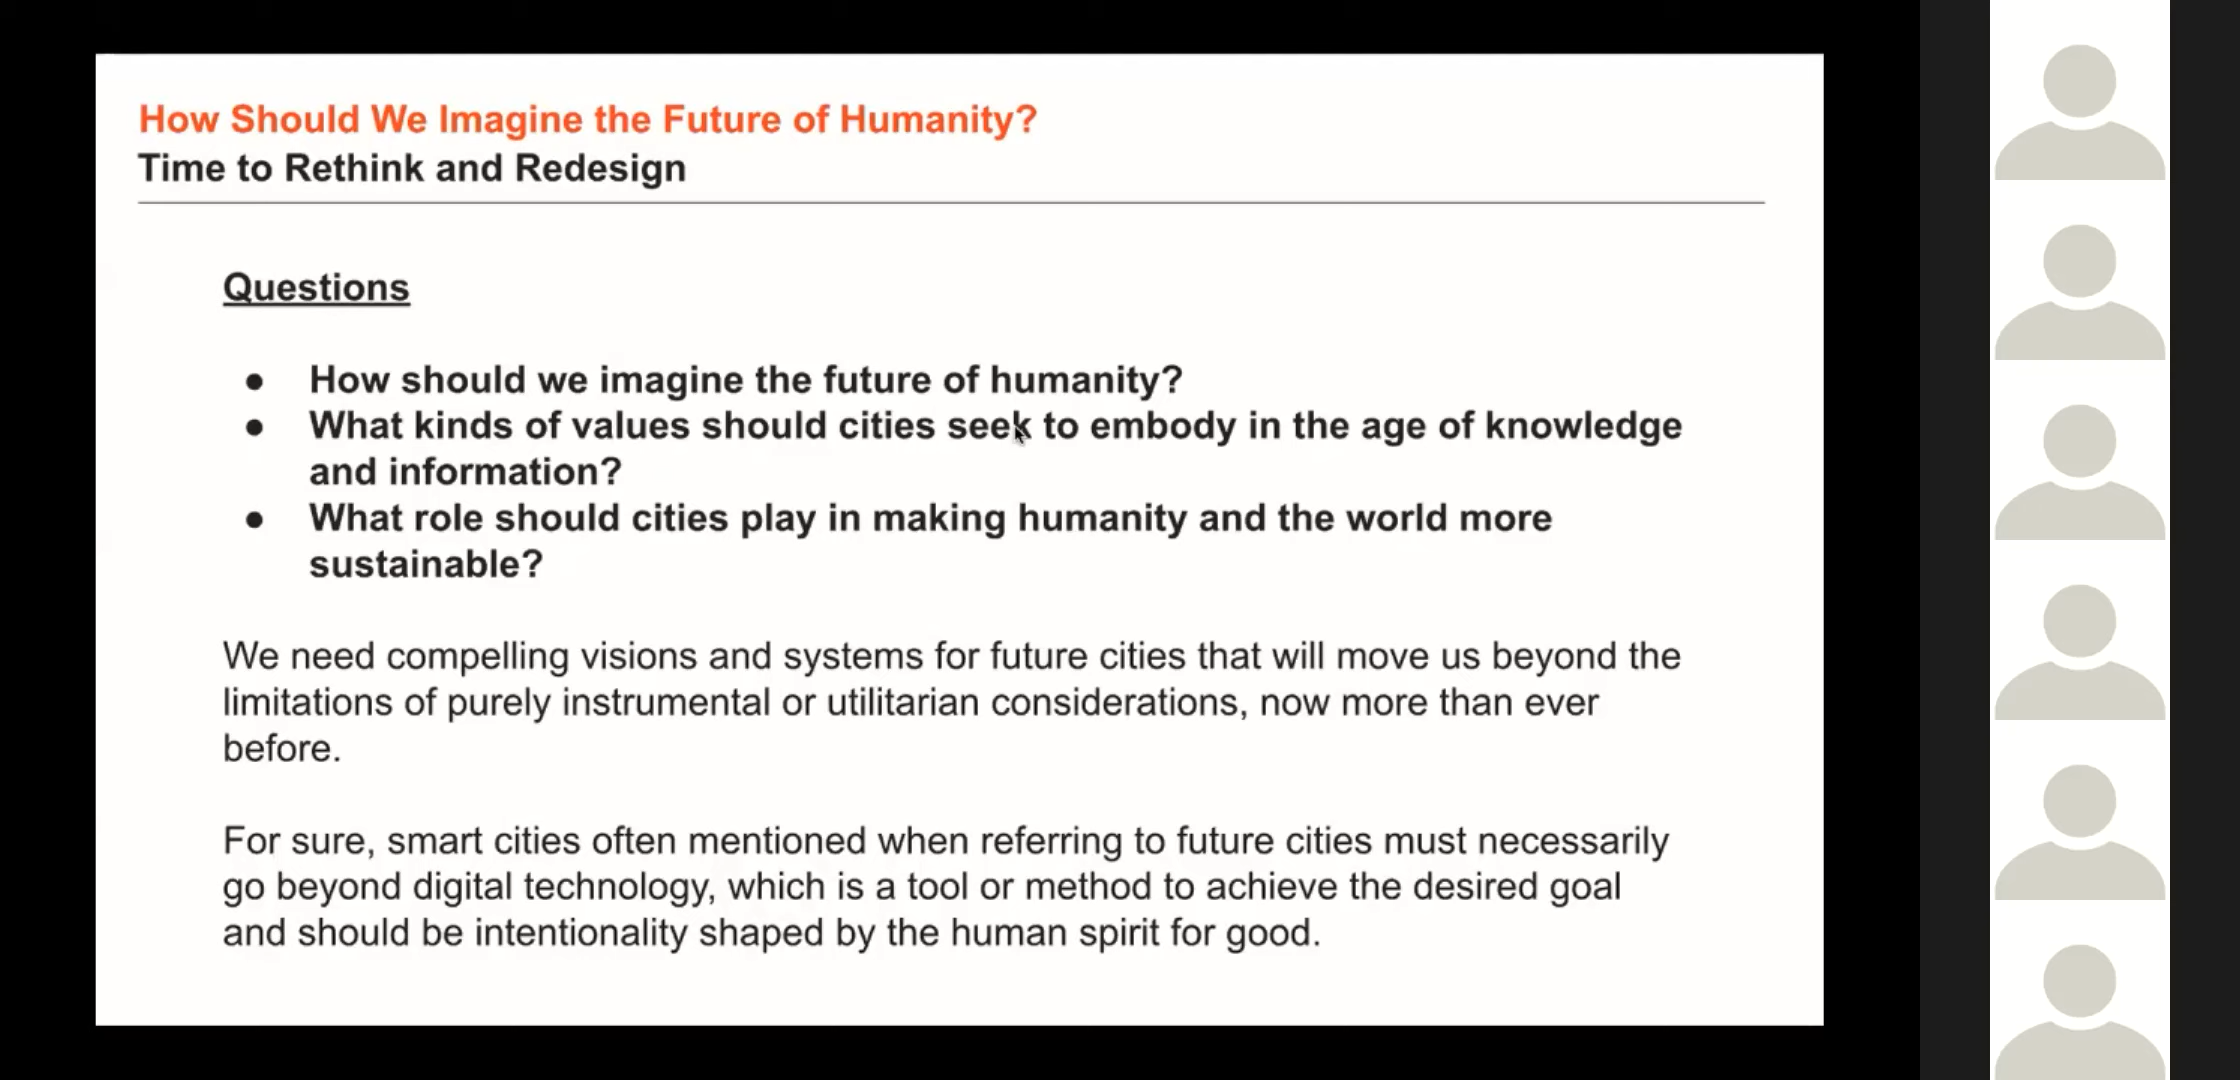 How Should We Imagine the Future of Humanity?
Time to Rethink and Redesign
Questions
● How should we imagine the future of humanity?
● What kinds of values should cities seek to embody in the age of knowledge
and information?
● What role should cities play in making humanity and the world more
sustainable?
We need compelling visions and systems for future cities that will move us beyond the
limitations of purely instrumental or utilitarian considerations, now more than ever
before.
For sure, smart cities often mentioned when referring to future cities must necessarily
go beyond digital technology, which is a tool or method to achieve the desired goal
and should be intentionality shaped by the human spirit for good.